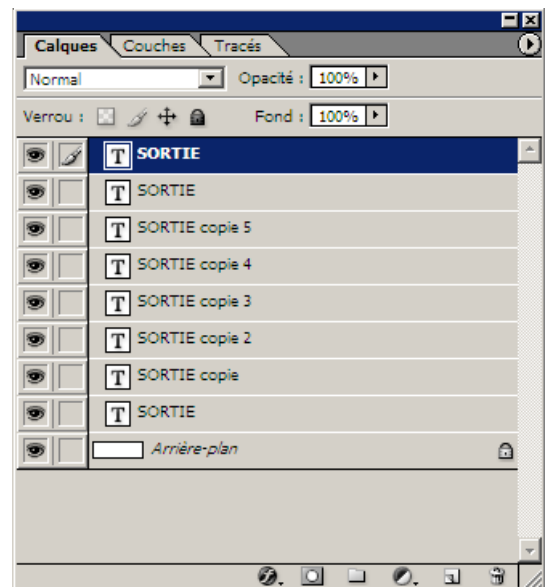 Calques Couches Tracés
Normal Opacité : 100%
Verrou : Fond : 100%
T SORTIE
T SORTIE
T SORTIE copie 5
T SORTIE copie 4
T SORTIE copie 3
T SORTIE copie 2
T SORTIE copie
T SORTIE
Arrière-plan